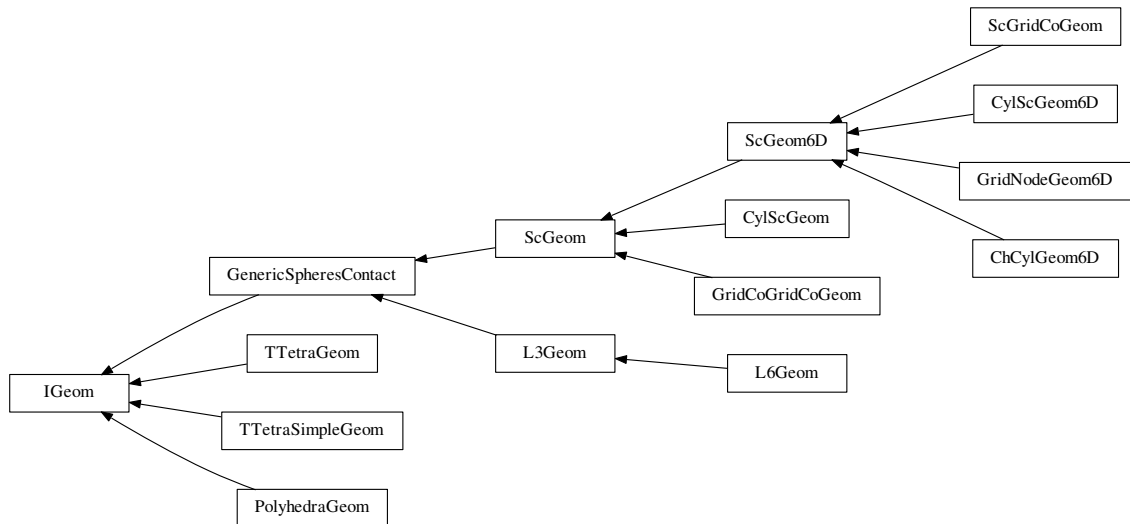 ScGridCoGeom
CylScGeom6D
ScGeom6D
GridNodeGeom6D
CylScGeom
ScGeom
ChCylGeom6D
GenericSpheresContact
GridCoGridCoGeom
TTetraGeom
L3Geom
L6Geom
IGeom
TTetraSimpleGeom
PolyhedraGeom